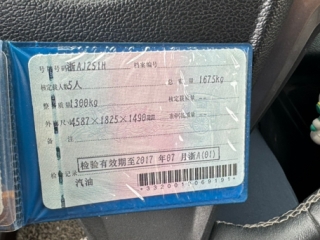 号牌号码 浙AJ251H 档案编号
核定载人数 5人 总质量 1675kg
整备质量 1300kg 核定载质量 --
外廓尺寸 4587×1825×1490mm 准牵引总质量 --
备注
检验有效期至2017年07月浙A(01)
检验记录
汽油